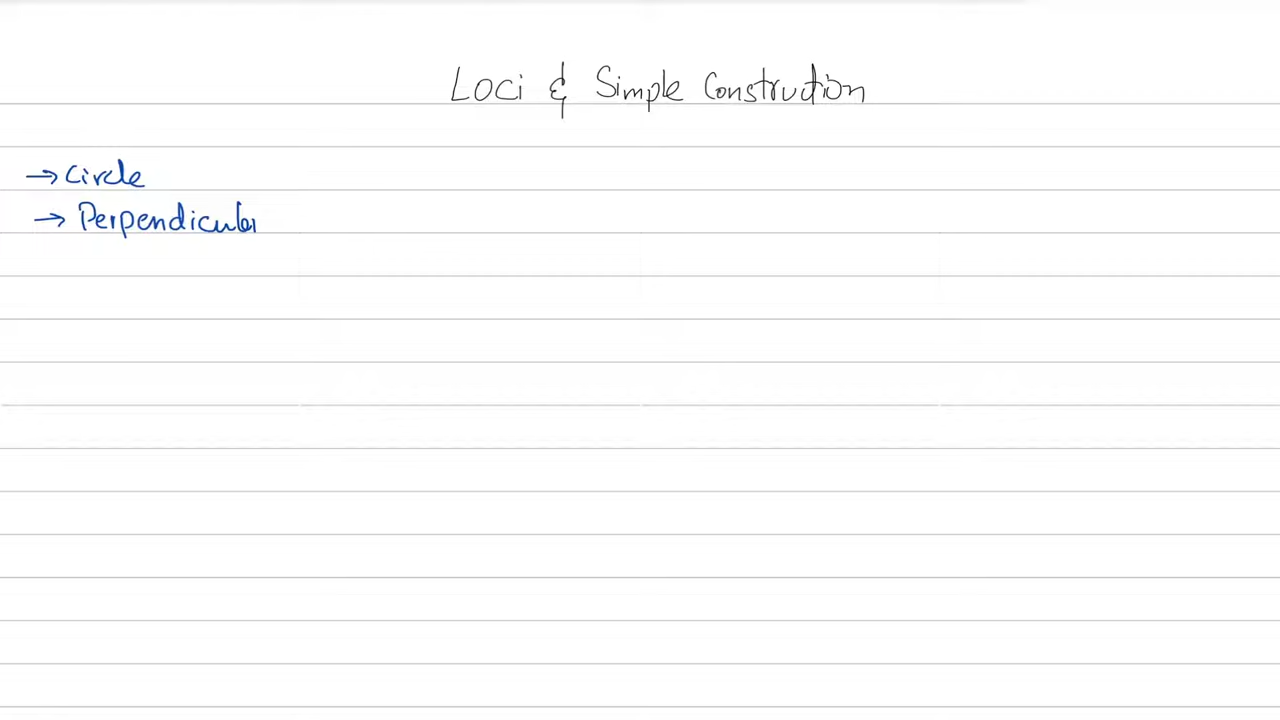 Loci & Simple Construction
→ Circle
→ Perpendicular